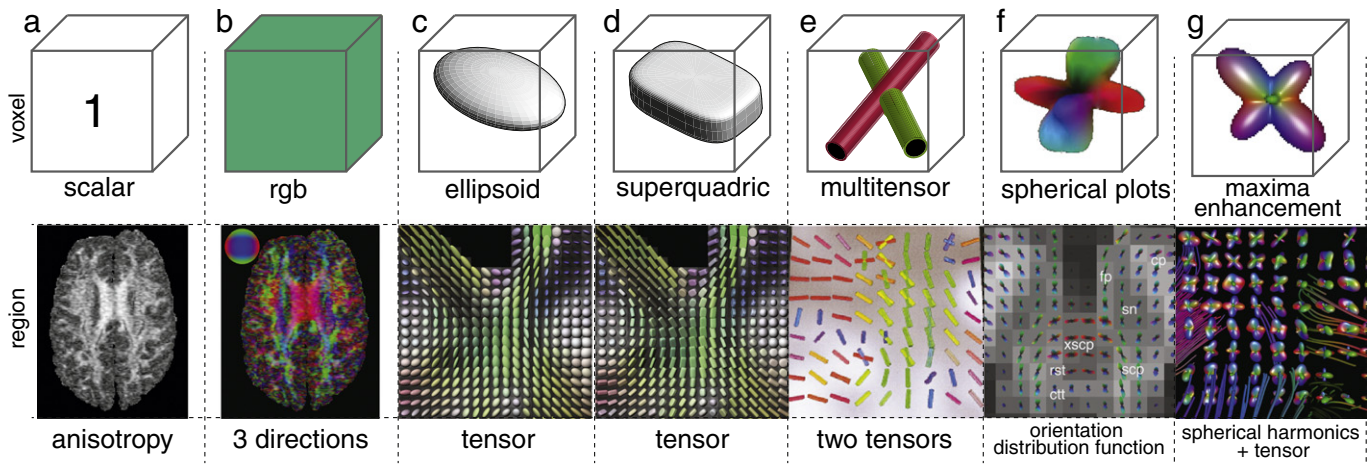 a
b
c
d
e
f
g
voxel
1
scalar
rgb
ellipsoid
superquadric
multitensor
spherical plots
maxima
enhancement
region
fp
cp
sn
xscp
rst
scp
ctt
anisotropy
3 directions
tensor
tensor
two tensors
orientation
distribution function
spherical harmonics
+ tensor